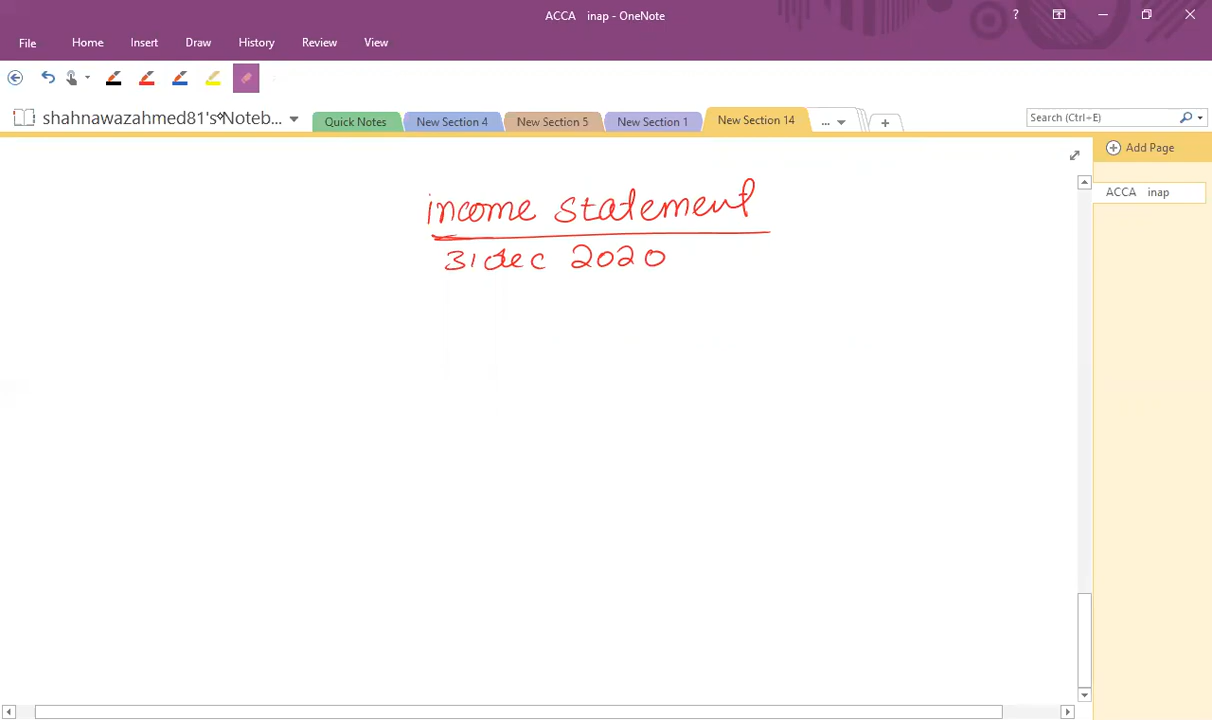 ACCA inap - OneNote
?
File Home Insert Draw History Review View
shahnawazahmed81's Noteb... Quick Notes New Section 4 New Section 5 New Section 1 New Section 14 ... + Search (Ctrl+E)
Add Page
ACCA inap
income statement
31 dec 2020